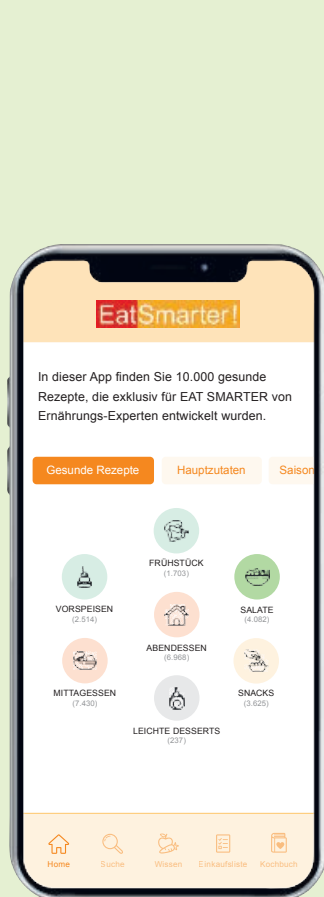 EatSmarter!
In dieser App finden Sie 10.000 gesunde
Rezepte, die exklusiv für EAT SMARTER von
Ernährungs-Experten entwickelt wurden.
Gesunde Rezepte
Hauptzutaten
Saison
FRÜHSTÜCK
(1.703)
VORSPEISEN
(2.514)
SALATE
(4.082)
ABENDESSEN
(6.968)
MITTAGESSEN
(7.430)
SNACKS
(3.625)
LEICHTE DESSERTS
(237)
Home
Suche
Wissen
Einkaufsliste
Kochbuch